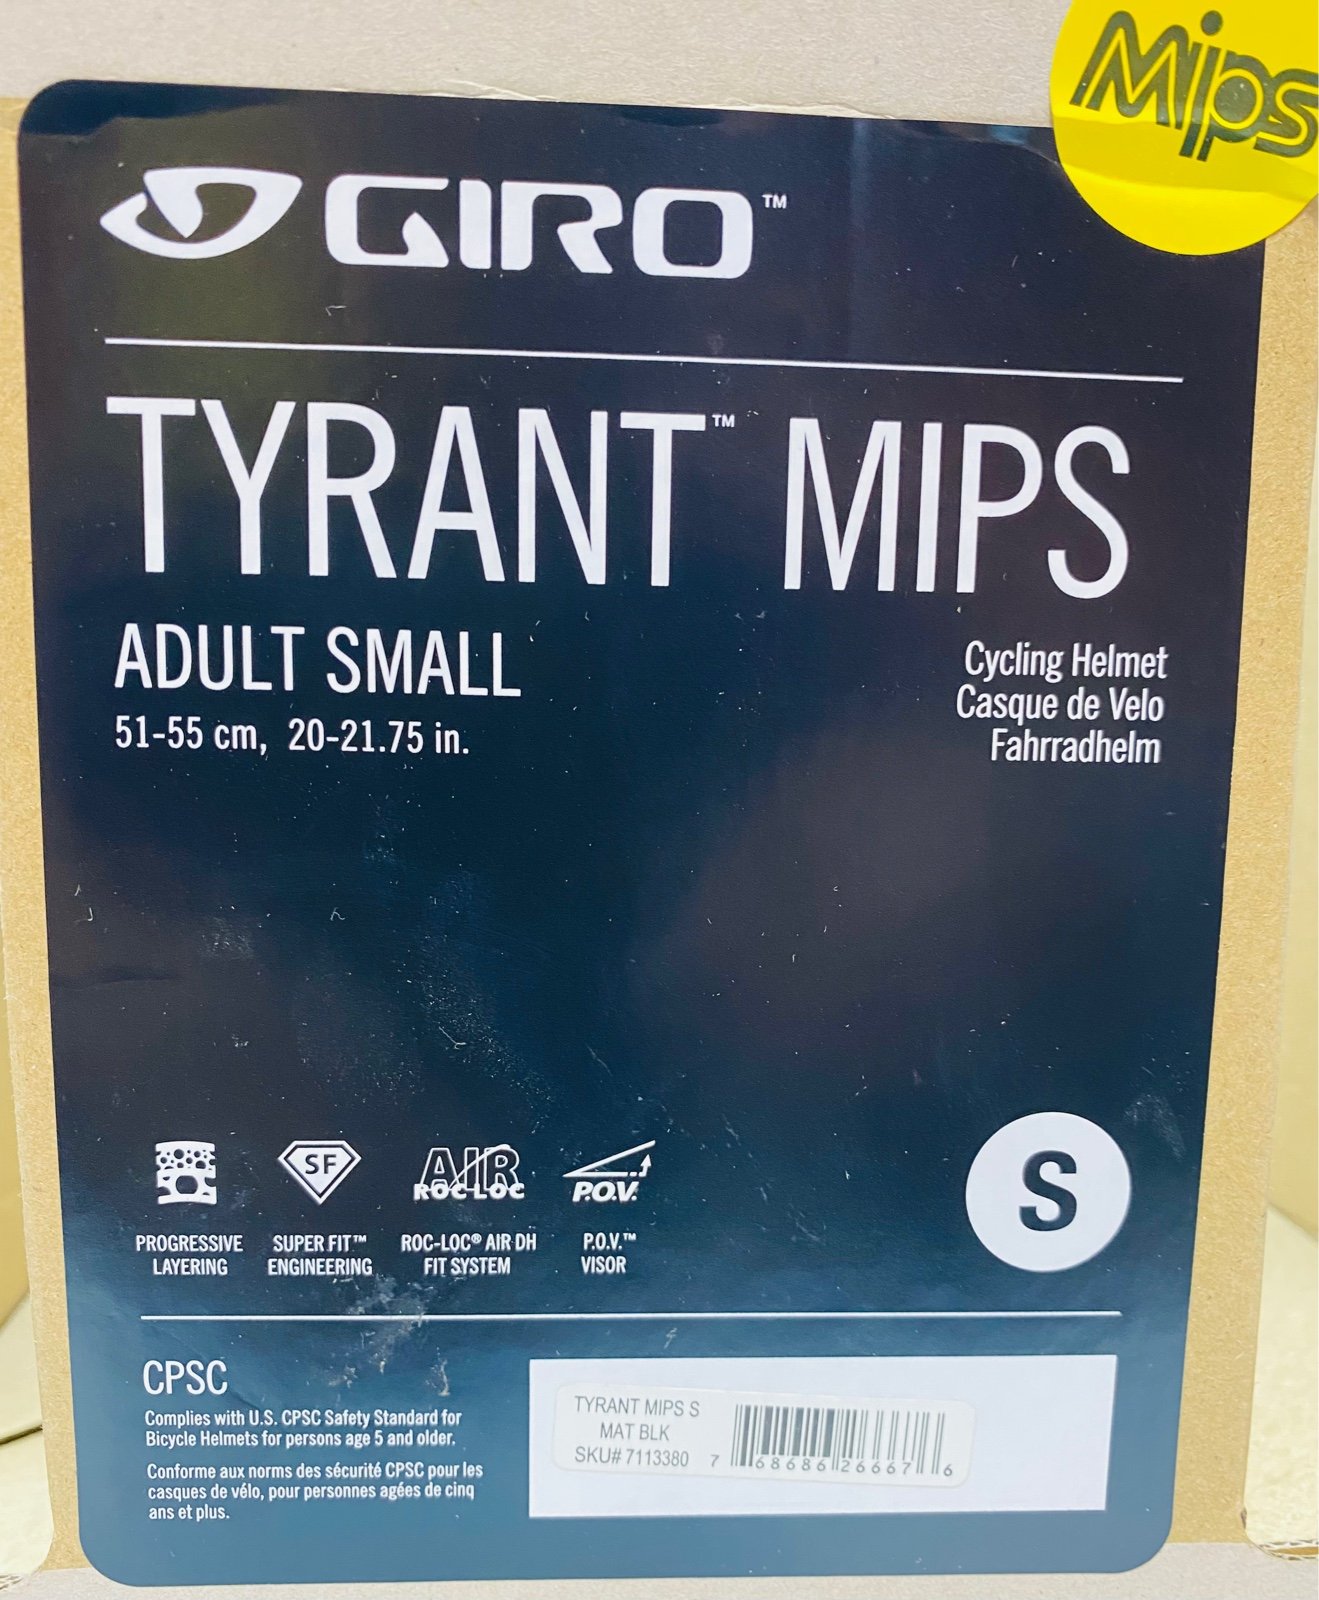 Mips
GIRO™
TYRANT™ MIPS
ADULT SMALL
51-55 cm, 20-21.75 in.
Cycling Helmet
Casque de Velo
Fahrradhelm
SF
AIR
ROC-LOC
P.O.V.
PROGRESSIVE
LAYERING
SUPER FIT™
ENGINEERING
ROC-LOC® AIR DH
FIT SYSTEM
P.O.V.™
VISOR
S
CPSC
Complies with U.S. CPSC Safety Standard for
Bicycle Helmets for persons age 5 and older.
Conforme aux norms des sécurité CPSC pour les
casques de vélo, pour personnes agées de cinq
ans et plus.
TYRANT MIPS S
MAT BLK
SKU# 7113380
7 68686 26667 6